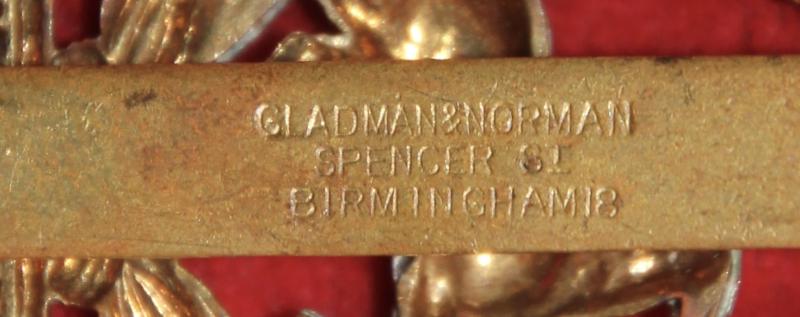 GLADMAN&NORMAN
SPENCER ST
BIRMINGHAM18